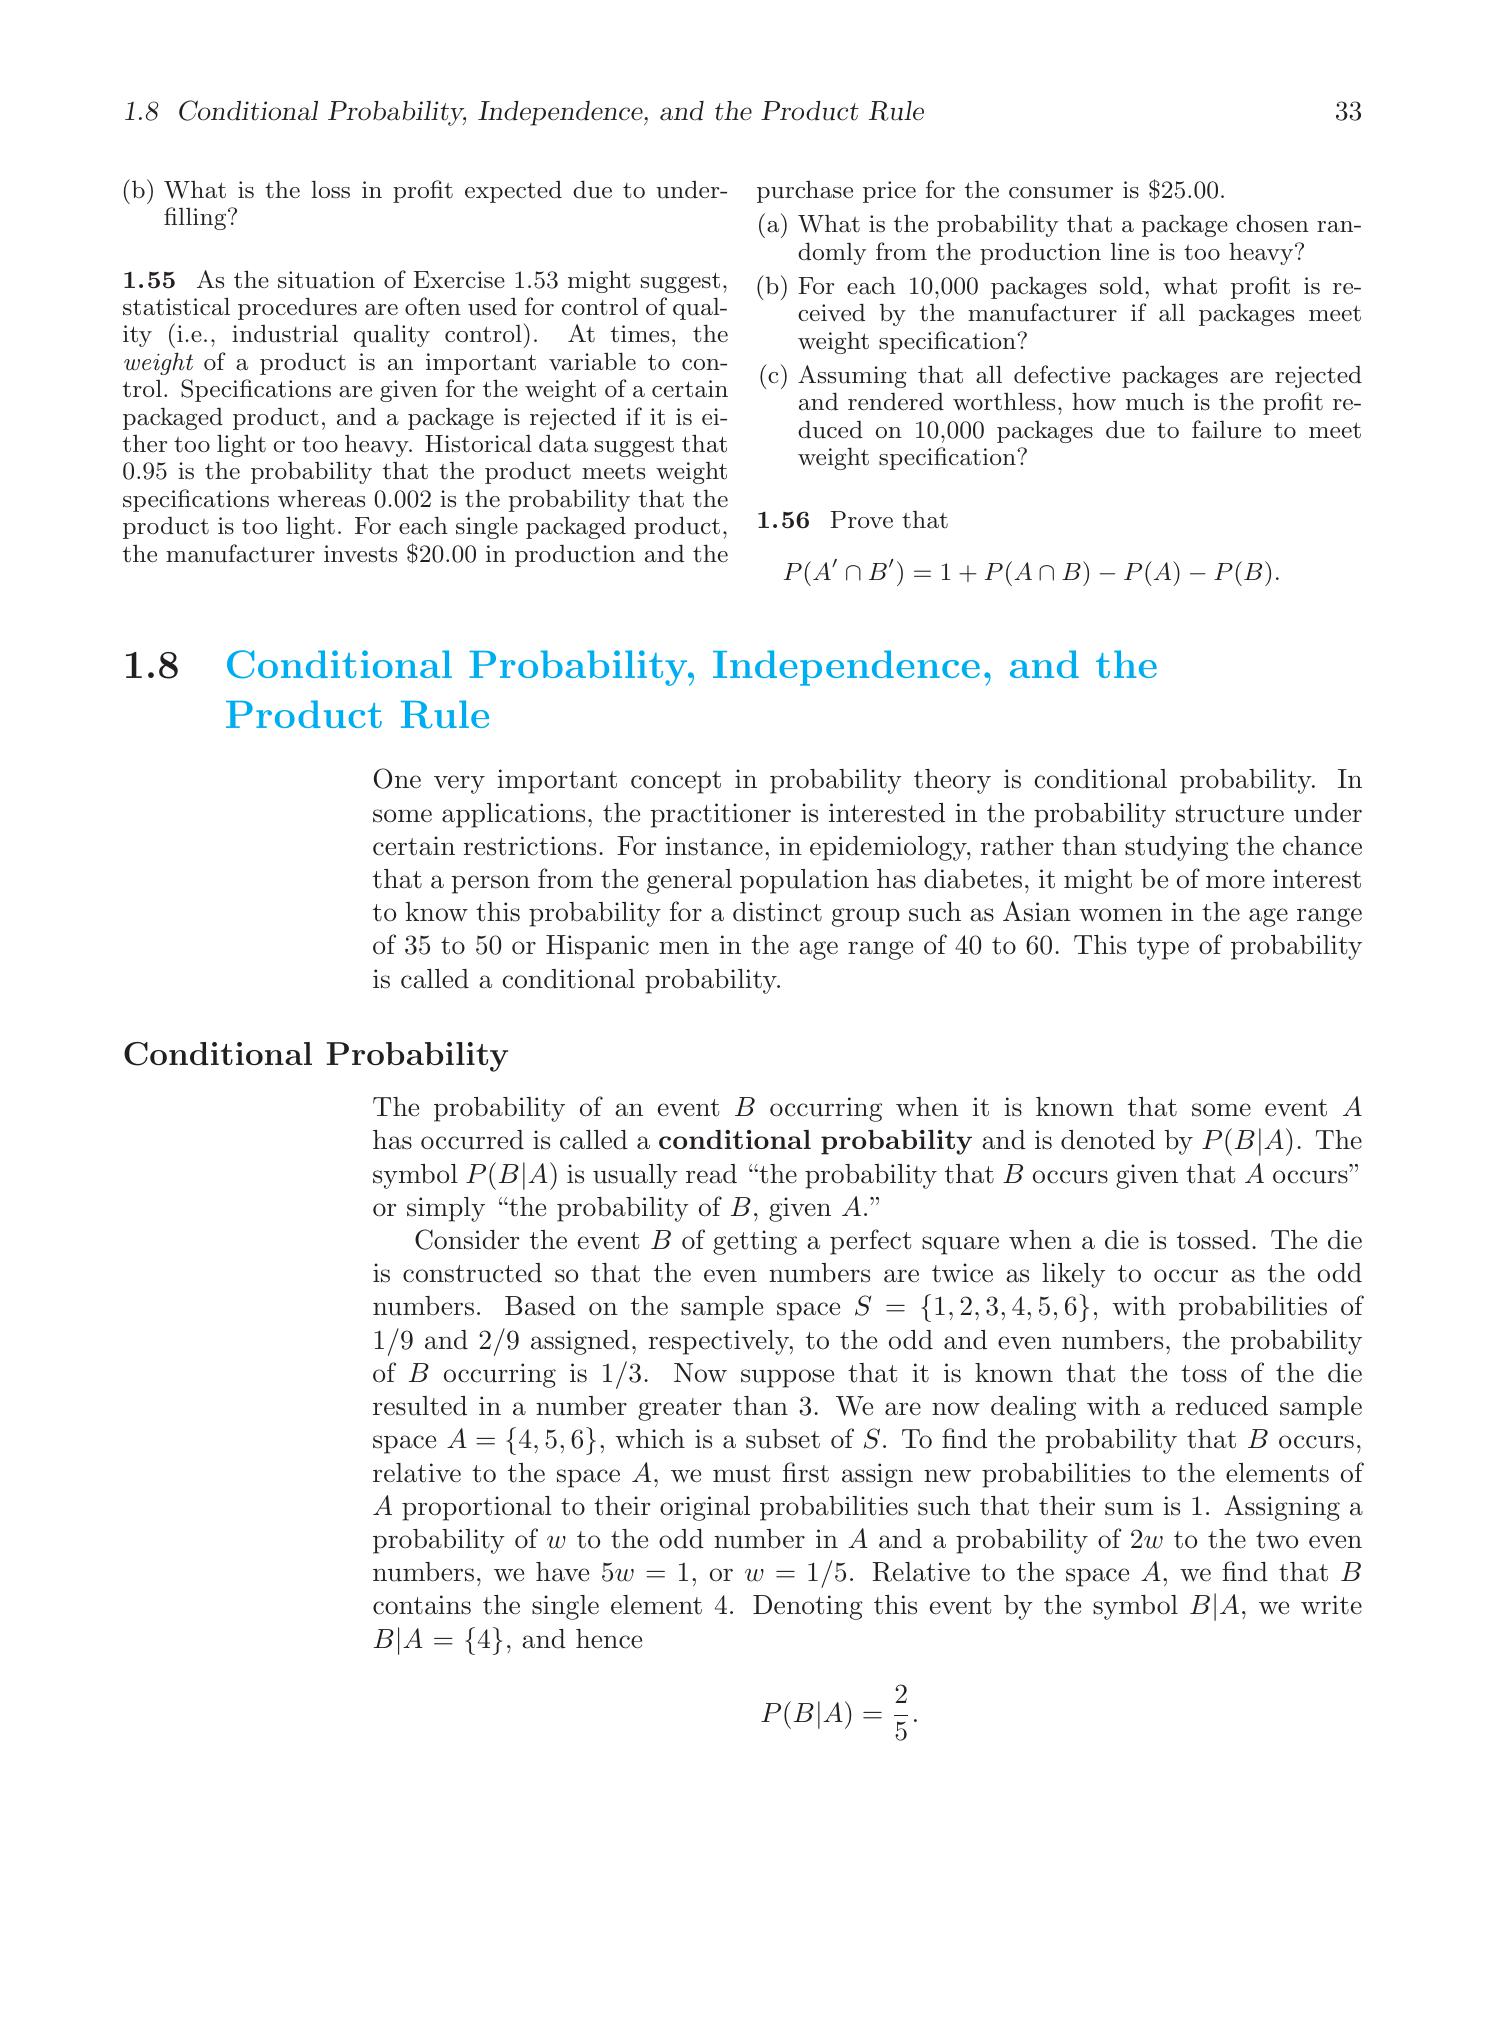 1.8 Conditional Probability, Independence, and the Product Rule 33
(b) What is the loss in profit expected due to under-
filling?
1.55 As the situation of Exercise 1.53 might suggest,
statistical procedures are often used for control of qual-
ity (i.e., industrial quality control). At times, the
weight of a product is an important variable to con-
trol. Specifications are given for the weight of a certain
packaged product, and a package is rejected if it is ei-
ther too light or too heavy. Historical data suggest that
0.95 is the probability that the product meets weight
specifications whereas 0.002 is the probability that the
product is too light. For each single packaged product,
the manufacturer invests $20.00 in production and the
purchase price for the consumer is $25.00.
(a) What is the probability that a package chosen ran-
domly from the production line is too heavy?
(b) For each 10,000 packages sold, what profit is re-
ceived by the manufacturer if all packages meet
weight specification?
(c) Assuming that all defective packages are rejected
and rendered worthless, how much is the profit re-
duced on 10,000 packages due to failure to meet
weight specification?
1.56 Prove that
P(A′ ∩ B′) = 1 + P(A ∩ B) − P(A) − P(B).
1.8 Conditional Probability, Independence, and the
Product Rule
One very important concept in probability theory is conditional probability. In
some applications, the practitioner is interested in the probability structure under
certain restrictions. For instance, in epidemiology, rather than studying the chance
that a person from the general population has diabetes, it might be of more interest
to know this probability for a distinct group such as Asian women in the age range
of 35 to 50 or Hispanic men in the age range of 40 to 60. This type of probability
is called a conditional probability.
Conditional Probability
The probability of an event B occurring when it is known that some event A
has occurred is called a conditional probability and is denoted by P(B|A). The
symbol P(B|A) is usually read “the probability that B occurs given that A occurs”
or simply “the probability of B, given A.”
Consider the event B of getting a perfect square when a die is tossed. The die
is constructed so that the even numbers are twice as likely to occur as the odd
numbers. Based on the sample space S = {1, 2, 3, 4, 5, 6}, with probabilities of
1/9 and 2/9 assigned, respectively, to the odd and even numbers, the probability
of B occurring is 1/3. Now suppose that it is known that the toss of the die
resulted in a number greater than 3. We are now dealing with a reduced sample
space A = {4, 5, 6}, which is a subset of S. To find the probability that B occurs,
relative to the space A, we must first assign new probabilities to the elements of
A proportional to their original probabilities such that their sum is 1. Assigning a
probability of w to the odd number in A and a probability of 2w to the two even
numbers, we have 5w = 1, or w = 1/5. Relative to the space A, we find that B
contains the single element 4. Denoting this event by the symbol B|A, we write
B|A = {4}, and hence
P(B|A) = 2/5.